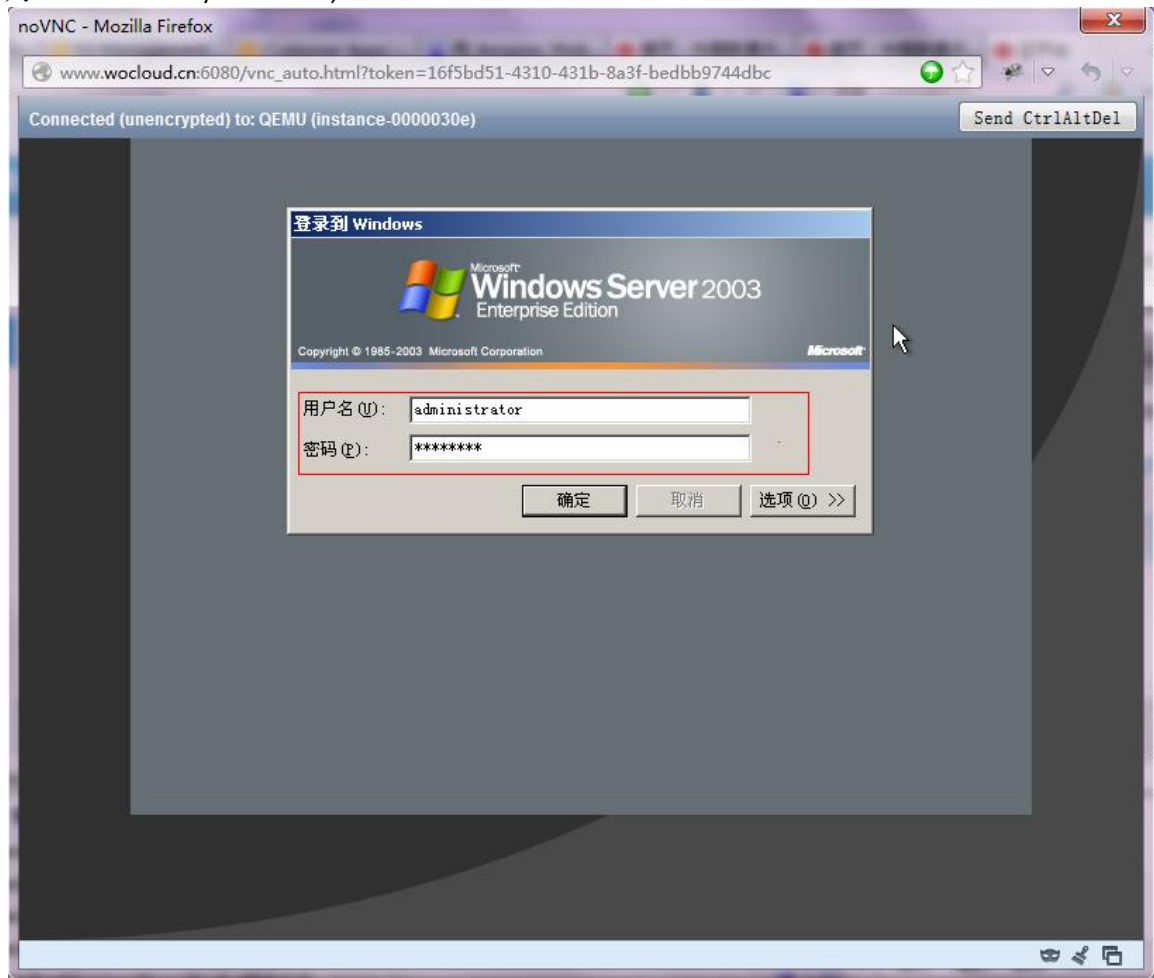 noVNC - Mozilla Firefox
www.wocloud.cn:6080/vnc_auto.html?token=16f5bd51-4310-431b-8a3f-bedbb9744dbc
Connected (unencrypted) to: QEMU (instance-0000030e)
Send CtrlAltDel
登录到 Windows
Microsoft
Windows Server 2003
Enterprise Edition
Copyright © 1985-2003 Microsoft Corporation
Microsoft
用户名(U):
administrator
密码(P):
********
确定
取消
选项(O) >>